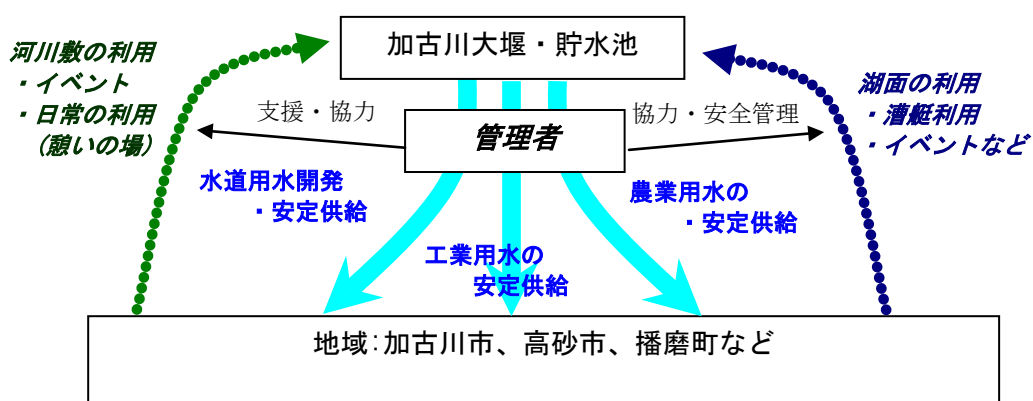 加古川大堰・貯水池
河川敷の利用
・イベント
・日常の利用
（憩いの場）
湖面の利用
・漕艇利用
・イベントなど
支援・協力
管理者
協力・安全管理
水道用水開発
・安定供給
農業用水の
・安定供給
工業用水の
安定供給
地域：加古川市、高砂市、播磨町など